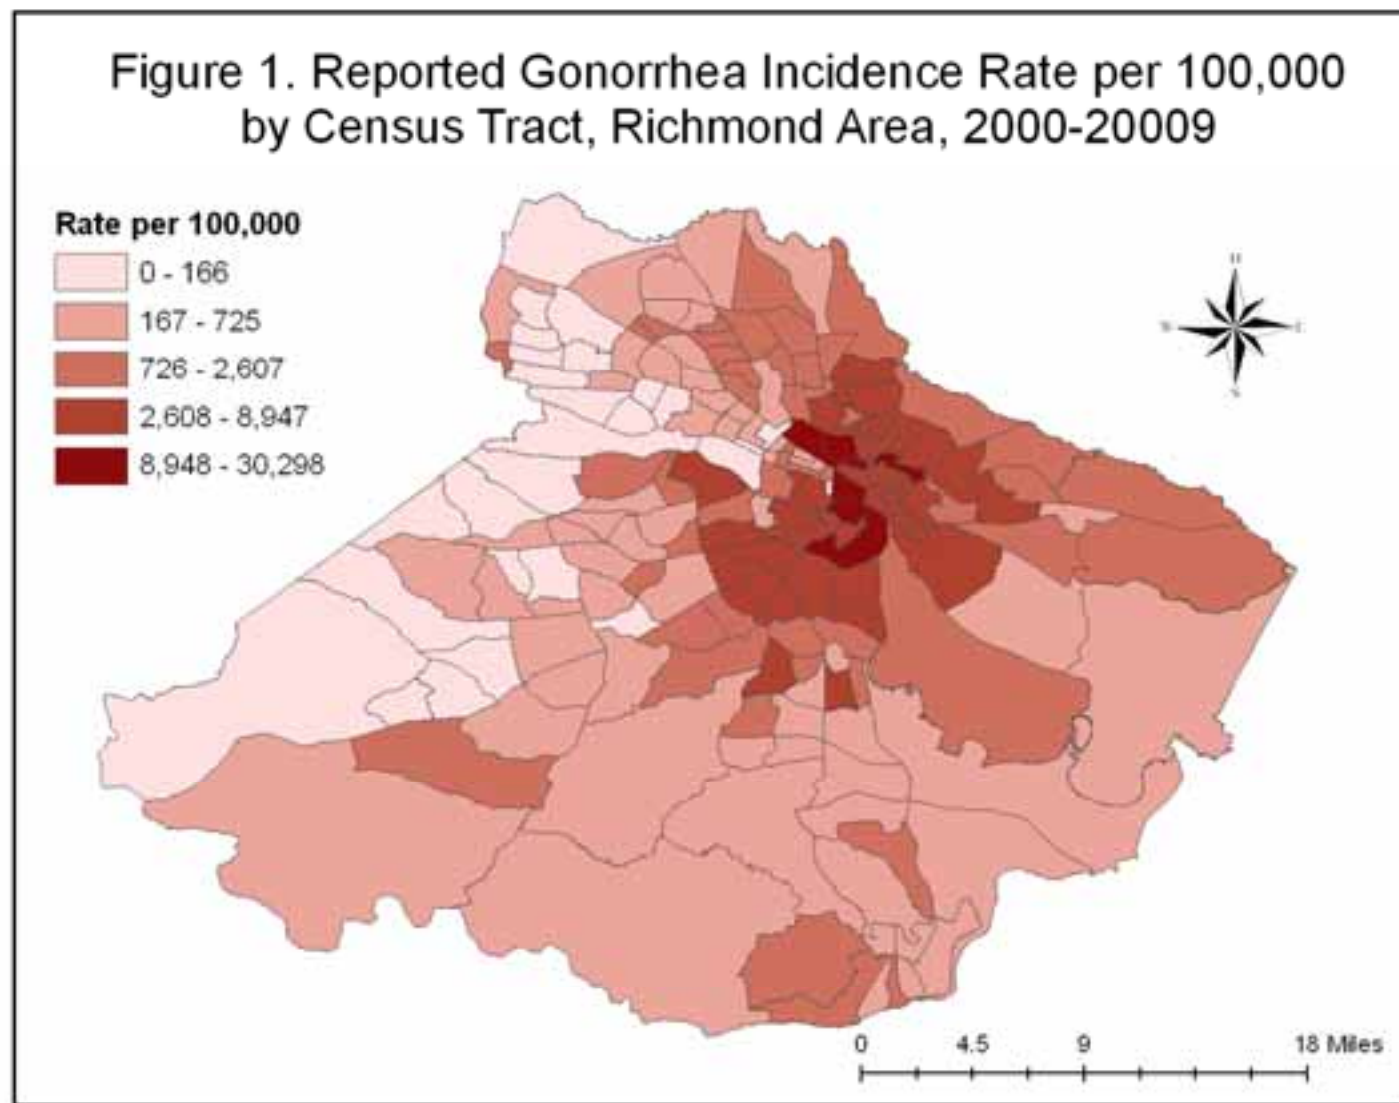 Figure 1. Reported Gonorrhea Incidence Rate per 100,000
by Census Tract, Richmond Area, 2000-20009
Rate per 100,000
0 - 166
167 - 725
726 - 2,607
2,608 - 8,947
8,948 - 30,298
S
0 4.5 9 18 Miles